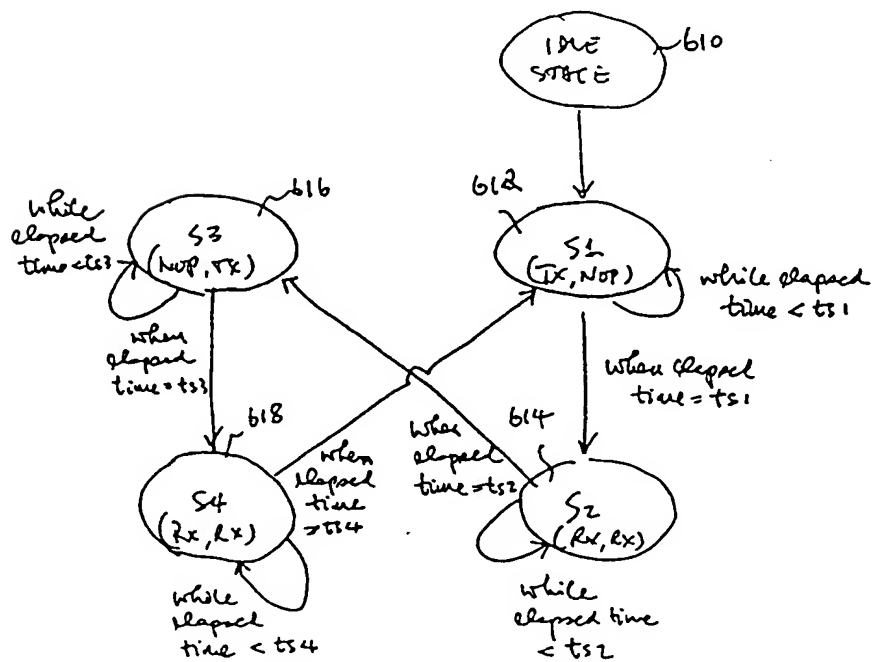 IDLE
STATE
610
616
612
while
elapsed
time < ts3
S3
(NOP, TX)
S1
(TX, NOP)
while elapsed
time < ts1
when
elapsed
time = ts3
when elapsed
time = ts1
618
614
S4
(RX, RX)
when
elapsed
time
= ts4
when
elapsed
time = ts2
S2
(RX, RX)
while
elapsed
time < ts4
while
elapsed time
< ts2